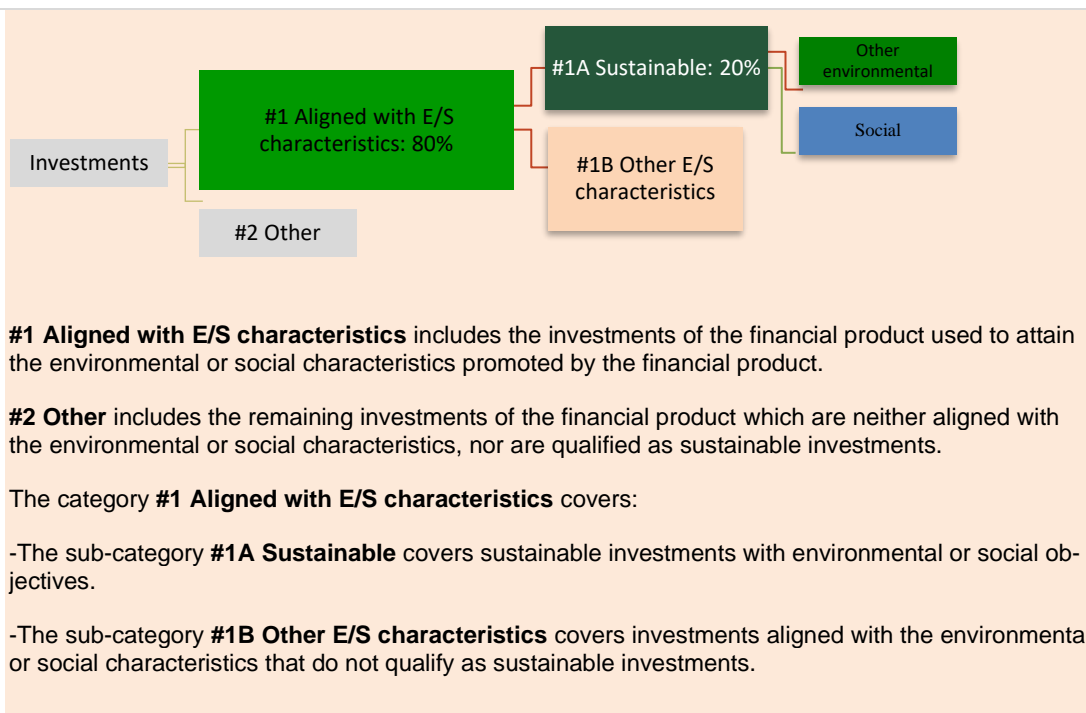 Investments
#1 Aligned with E/S
characteristics: 80%
#2 Other
#1A Sustainable: 20%
#1B Other E/S
characteristics
Other
environmental
Social
#1 Aligned with E/S characteristics includes the investments of the financial product used to attain
the environmental or social characteristics promoted by the financial product.
#2 Other includes the remaining investments of the financial product which are neither aligned with
the environmental or social characteristics, nor are qualified as sustainable investments.
The category #1 Aligned with E/S characteristics covers:
-The sub-category #1A Sustainable covers sustainable investments with environmental or social ob-
jectives.
-The sub-category #1B Other E/S characteristics covers investments aligned with the environmenta
or social characteristics that do not qualify as sustainable investments.